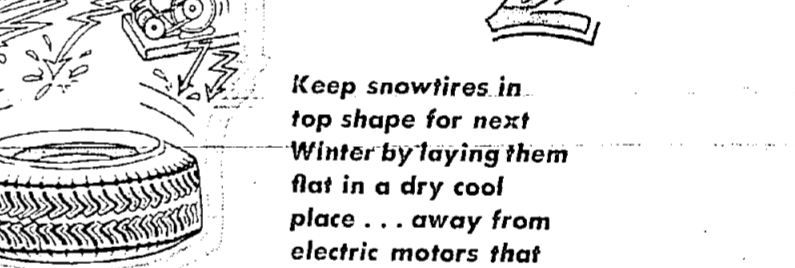 Keep snowtires in
top shape for next
Winter by laying them
flat in a dry cool
place . . . away from
electric motors that